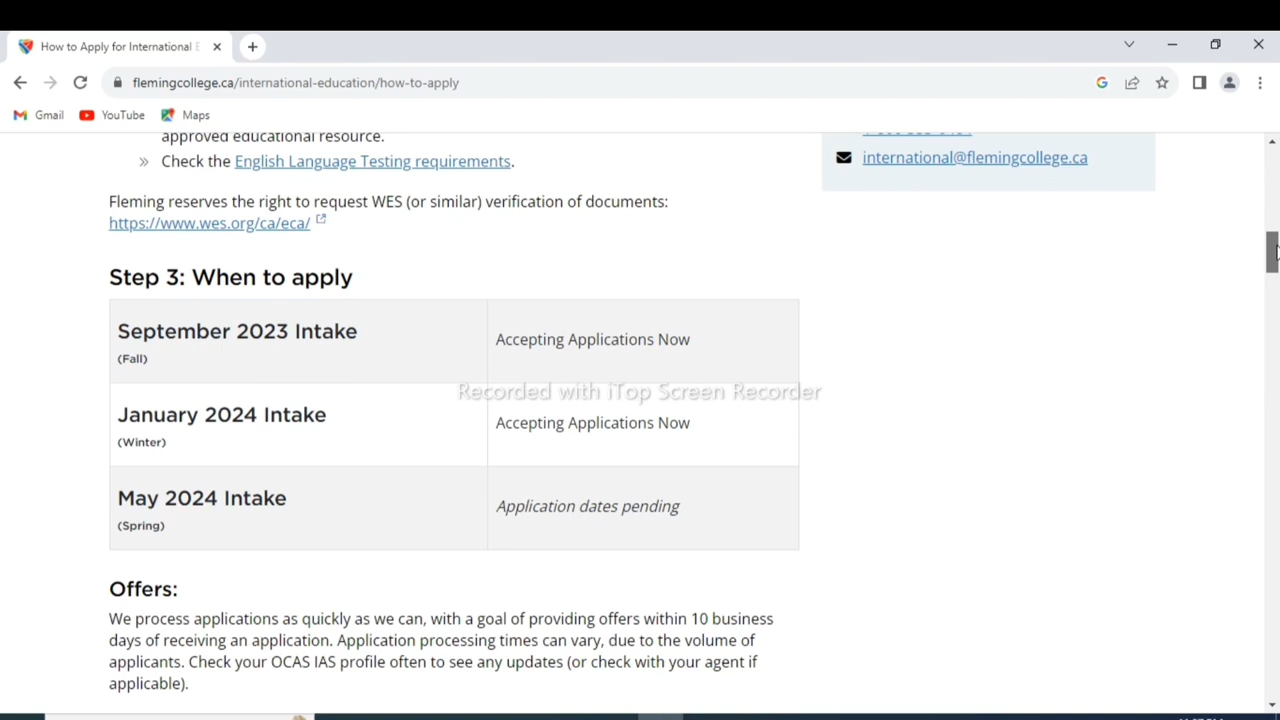 How to Apply for International E
flemingcollege.ca/international-education/how-to-apply
Gmail YouTube Maps
approved educational resource.
» Check the English Language Testing requirements.
international@flemingcollege.ca
Fleming reserves the right to request WES (or similar) verification of documents:
https://www.wes.org/ca/eca/
Step 3: When to apply
September 2023 Intake
(Fall)
Accepting Applications Now
Recorded with iTop Screen Recorder
January 2024 Intake
(Winter)
Accepting Applications Now
May 2024 Intake
(Spring)
Application dates pending
Offers:
We process applications as quickly as we can, with a goal of providing offers within 10 business
days of receiving an application. Application processing times can vary, due to the volume of
applicants. Check your OCAS IAS profile often to see any updates (or check with your agent if
applicable).